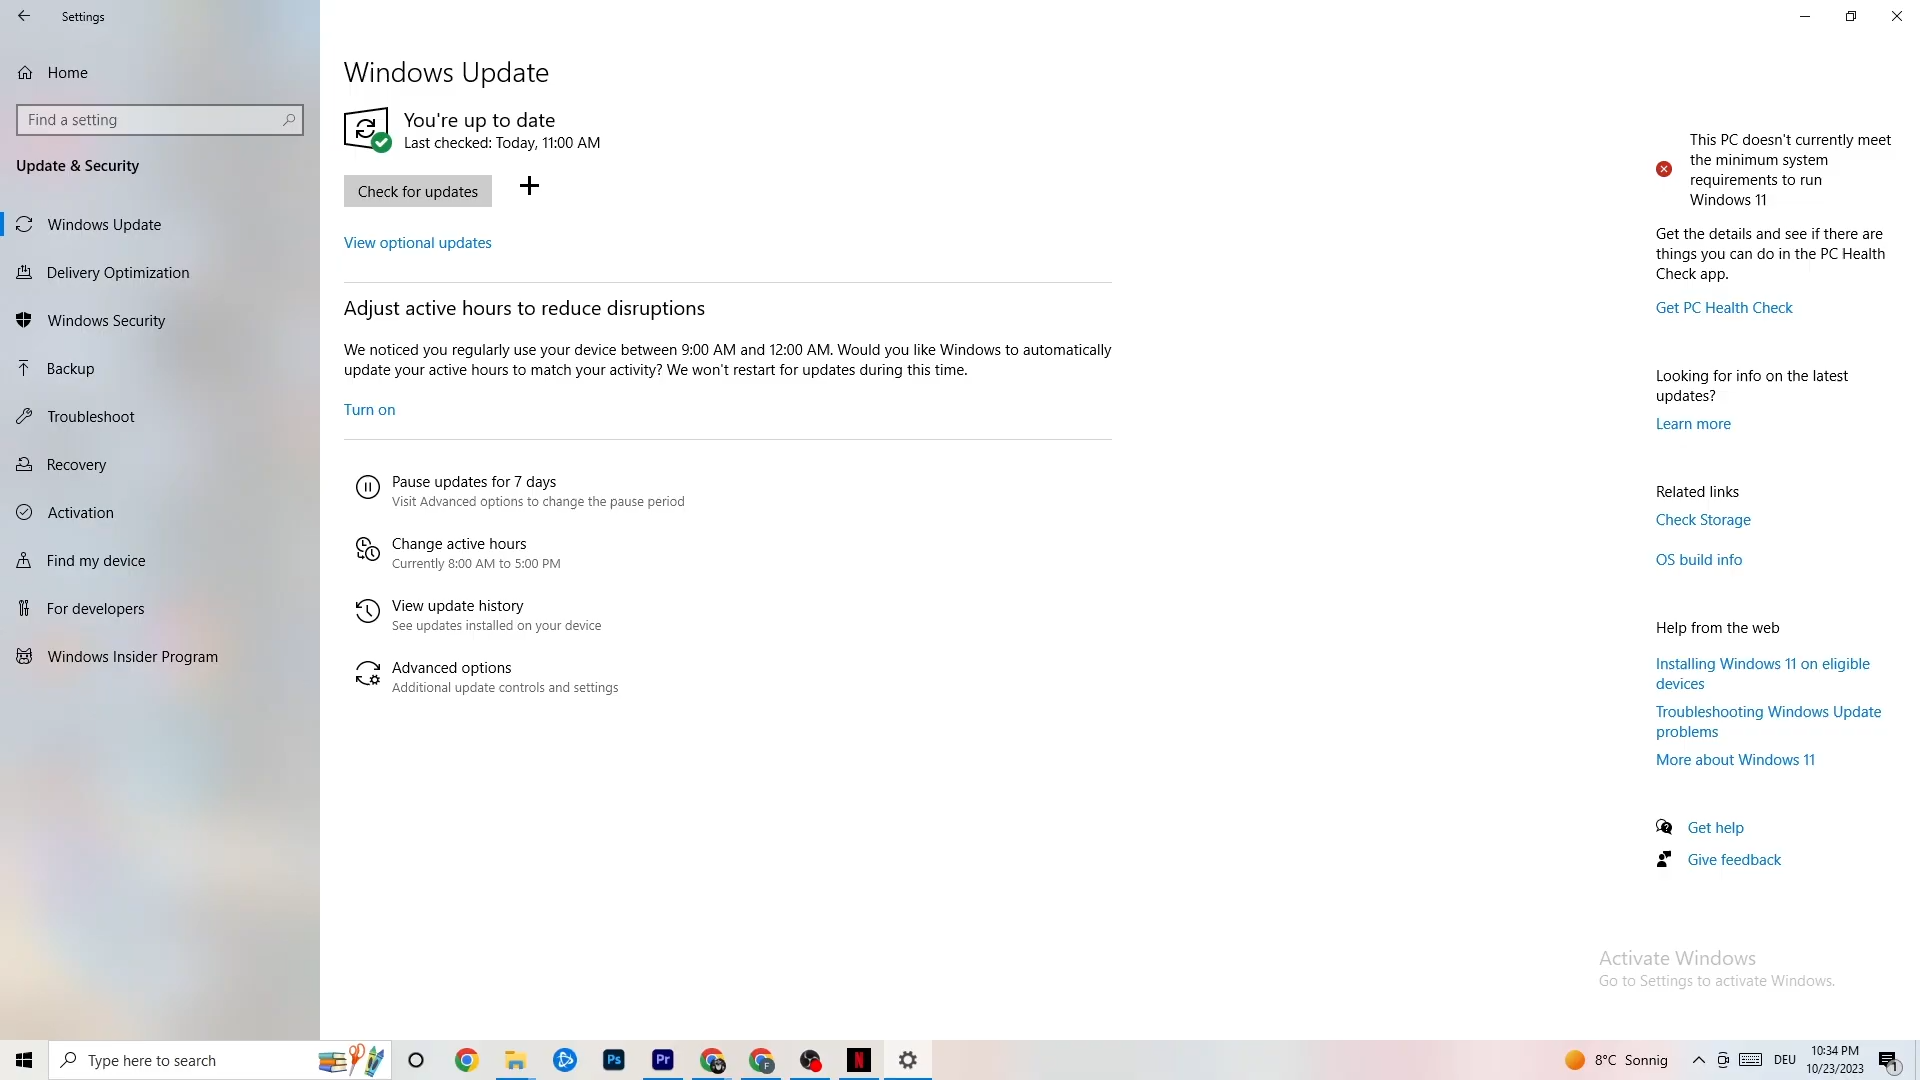 Settings
Home
Find a setting
Update & Security
Windows Update
Delivery Optimization
Windows Security
Backup
Troubleshoot
Recovery
Activation
Find my device
For developers
Windows Insider Program
Windows Update
You're up to date
Last checked: Today, 11:00 AM
Check for updates
View optional updates
Adjust active hours to reduce disruptions
We noticed you regularly use your device between 9:00 AM and 12:00 AM. Would you like Windows to automatically
update your active hours to match your activity? We won't restart for updates during this time.
Turn on
Pause updates for 7 days
Visit Advanced options to change the pause period
Change active hours
Currently 8:00 AM to 5:00 PM
View update history
See updates installed on your device
Advanced options
Additional update controls and settings
This PC doesn't currently meet
the minimum system
requirements to run
Windows 11
Get the details and see if there are
things you can do in the PC Health
Check app.
Get PC Health Check
Looking for info on the latest
updates?
Learn more
Related links
Check Storage
OS build info
Help from the web
Installing Windows 11 on eligible
devices
Troubleshooting Windows Update
problems
More about Windows 11
Get help
Give feedback
Activate Windows
Go to Settings to activate Windows.
Type here to search
Ps
Pr
F
N
8°C Sonnig
DEU
10:34 PM
10/23/2023
1